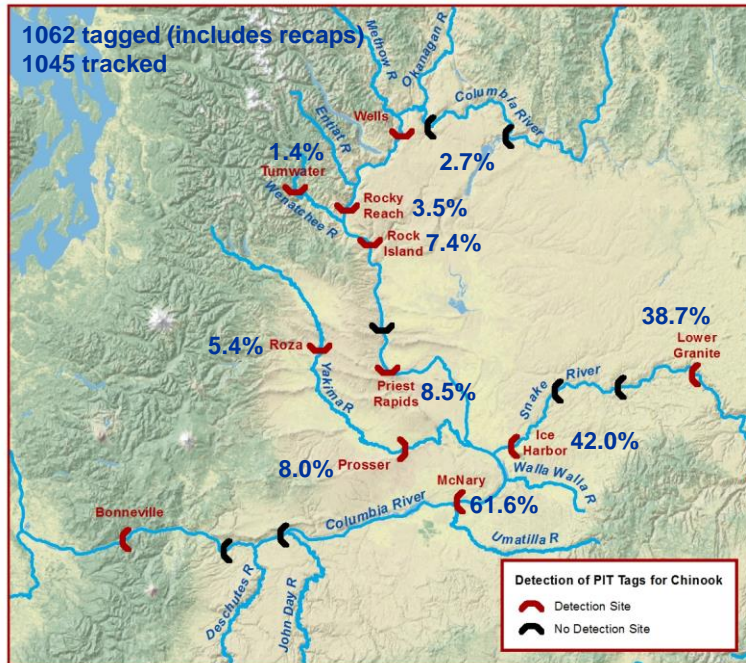 1062 tagged (includes recaps)
1045 tracked
Methow R
Okanagan R
Columbia River
Entiat R
Wells
1.4%
Tumwater
2.7%
Wenatchee R
Rocky
Reach
3.5%
Rock
Island
7.4%
38.7%
Lower
Granite
5.4%
Roza
Yakima R
Priest
Rapids
8.5%
Snake
River
Ice
Harbor
42.0%
8.0%
Prosser
Walla Walla R
McNary
61.6%
Bonneville
Columbia River
Umatilla R
Deschutes R
John Day R
Detection of PIT Tags for Chinook
Detection Site
No Detection Site